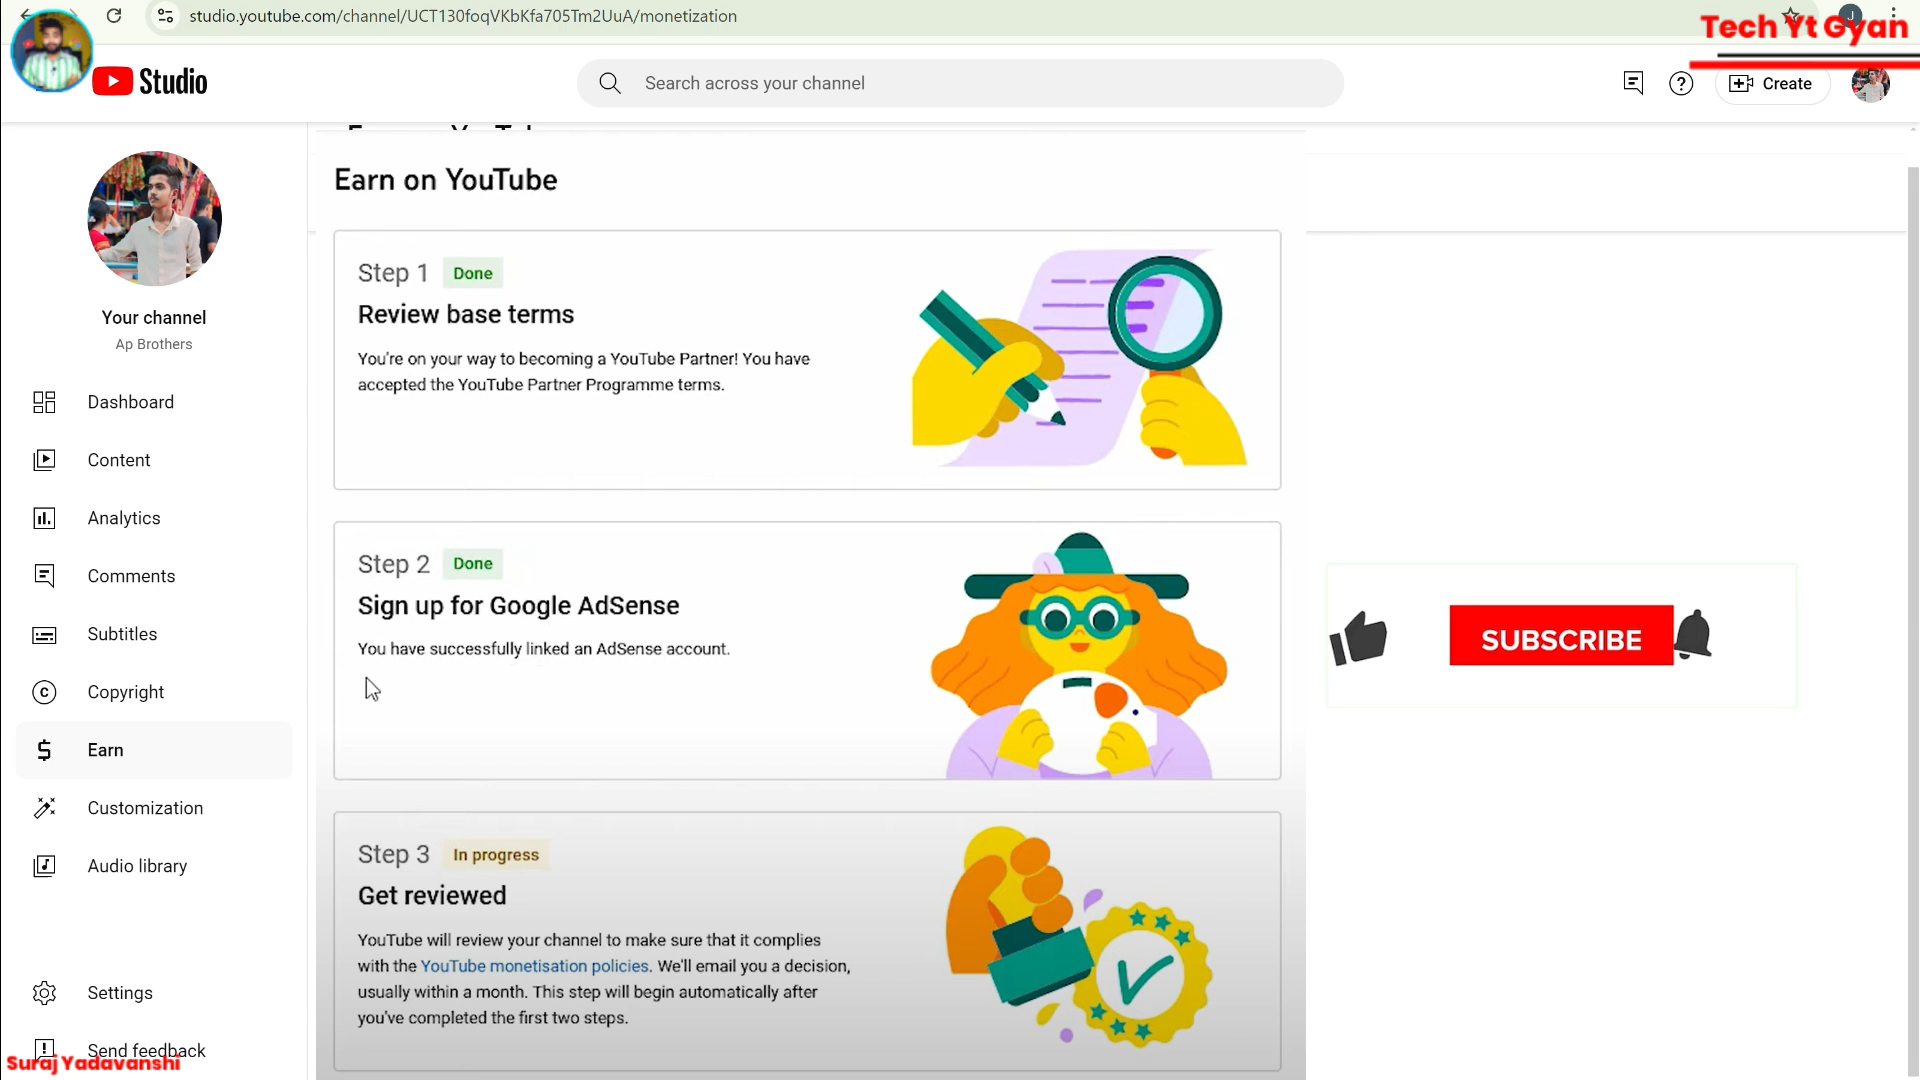 studio.youtube.com/channel/UCT130foqVKbKfa705Tm2UuA/monetization
J
Tech Yt Gyan
Studio
Search across your channel
Create
Your channel
Ap Brothers
Dashboard
Content
Analytics
Comments
Subtitles
Copyright
Earn
Customization
Audio library
Settings
Send feedback
Suraj Yadavanshi
Earn on YouTube
Step 1 Done
Review base terms
You're on your way to becoming a YouTube Partner! You have
accepted the YouTube Partner Programme terms.
Step 2 Done
Sign up for Google AdSense
You have successfully linked an AdSense account.
Step 3 In progress
Get reviewed
YouTube will review your channel to make sure that it complies
with the YouTube monetisation policies. We'll email you a decision,
usually within a month. This step will begin automatically after
you've completed the first two steps.
SUBSCRIBE